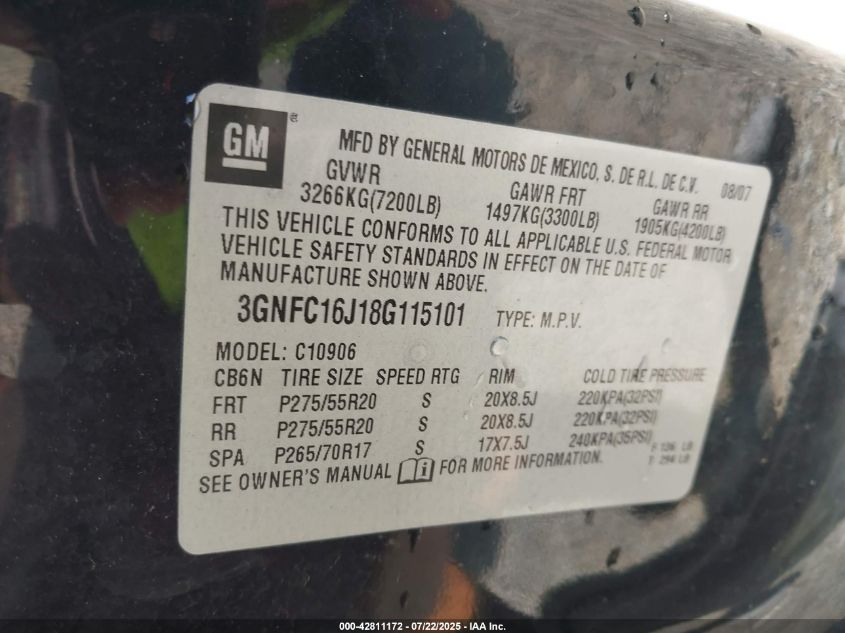 GM ®
MFD BY GENERAL MOTORS DE MEXICO, S. DE R.L. DE C.V. 08/07
GVWR GAWR FRT GAWR RR
3266KG(7200LB) 1497KG(3300LB) 1905KG(4200LB)
THIS VEHICLE CONFORMS TO ALL APPLICABLE U.S. FEDERAL MOTOR
VEHICLE SAFETY STANDARDS IN EFFECT ON THE DATE OF
MANUFACTURE SHOWN ABOVE.
3GNFC16J18G115101 TYPE: M.P.V.
MODEL: C10906
CB6N TIRE SIZE SPEED RTG RIM COLD TIRE PRESSURE
FRT P275/55R20 S 20X8.5J 220KPA(32PSI)
RR P275/55R20 S 20X8.5J 220KPA(32PSI)
SPA P265/70R17 S 17X7.5J 240KPA(35PSI)
SEE OWNER'S MANUAL FOR MORE INFORMATION.
000-42811172 - 07/22/2025 - IAA Inc.